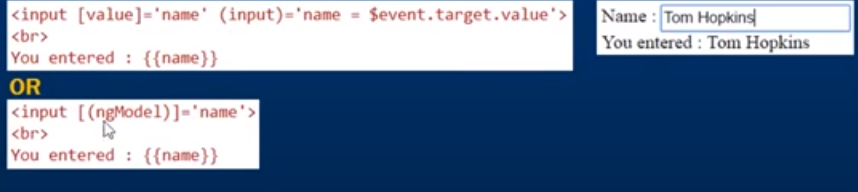 <input [value]='name' (input)='name = $event.target.value'>
<br>
You entered : {{name}}
OR
<input [(ngModel)]='name'>
<br>
You entered : {{name}}
Name : Tom Hopkins
You entered : Tom Hopkins